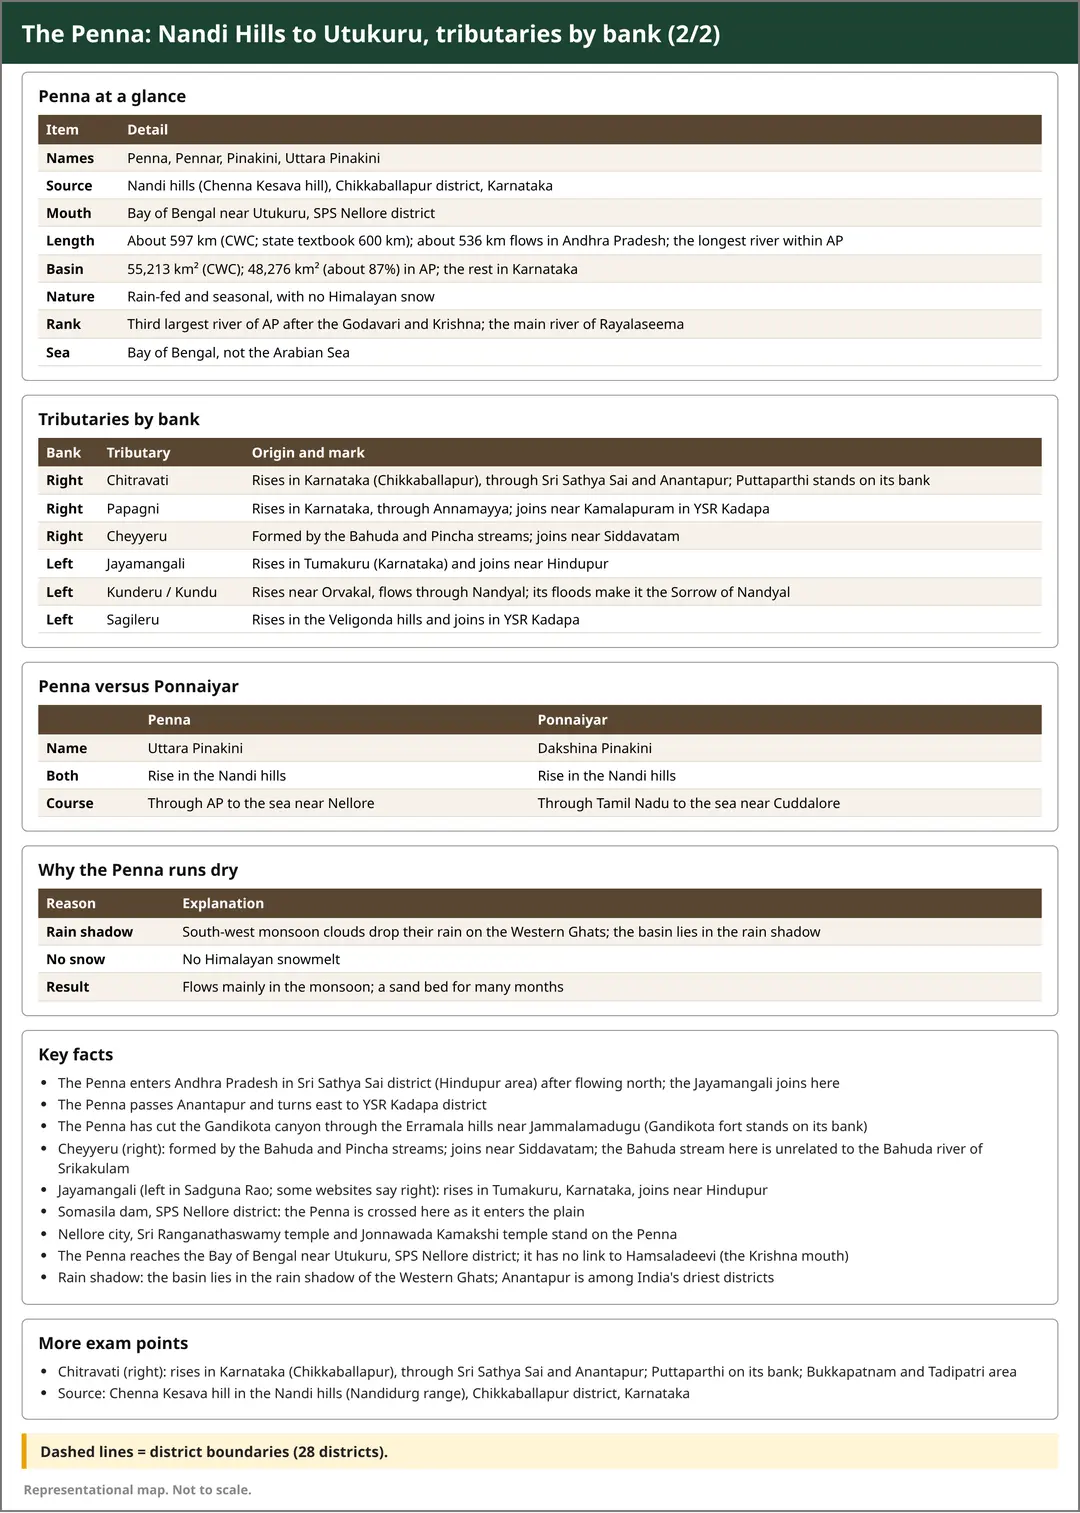 The Penna: Nandi Hills to Utukuru, tributaries by bank (2/2)
Penna at a glance
Item Detail
Names Penna, Pennar, Pinakini, Uttara Pinakini
Source Nandi hills (Chenna Kesava hill), Chikkaballapur district, Karnataka
Mouth Bay of Bengal near Utukuru, SPS Nellore district
Length About 597 km (CWC; state textbook 600 km); about 536 km flows in Andhra Pradesh; the longest river within AP
Basin 55,213 km² (CWC); 48,276 km² (about 87%) in AP; the rest in Karnataka
Nature Rain-fed and seasonal, with no Himalayan snow
Rank Third largest river of AP after the Godavari and Krishna; the main river of Rayalaseema
Sea Bay of Bengal, not the Arabian Sea
Tributaries by bank
Bank Tributary Origin and mark
Right Chitravati Rises in Karnataka (Chikkaballapur), through Sri Sathya Sai and Anantapur; Puttaparthi stands on its bank
Right Papagni Rises in Karnataka, through Annamayya; joins near Kamalapuram in YSR Kadapa
Right Cheyyeru Formed by the Bahuda and Pincha streams; joins near Siddavatam
Left Jayamangali Rises in Tumakuru (Karnataka) and joins near Hindupur
Left Kunderu / Kundu Rises near Orvakal, flows through Nandyal; its floods make it the Sorrow of Nandyal
Left Sagileru Rises in the Veligonda hills and joins in YSR Kadapa
Penna versus Ponnaiyar
Penna Ponnaiyar
Name Uttara Pinakini Dakshina Pinakini
Both Rise in the Nandi hills Rise in the Nandi hills
Course Through AP to the sea near Nellore Through Tamil Nadu to the sea near Cuddalore
Why the Penna runs dry
Reason Explanation
Rain shadow South-west monsoon clouds drop their rain on the Western Ghats; the basin lies in the rain shadow
No snow No Himalayan snowmelt
Result Flows mainly in the monsoon; a sand bed for many months
Key facts
• The Penna enters Andhra Pradesh in Sri Sathya Sai district (Hindupur area) after flowing north; the Jayamangali joins here
• The Penna passes Anantapur and turns east to YSR Kadapa district
• The Penna has cut the Gandikota canyon through the Erramala hills near Jammalamadugu (Gandikota fort stands on its bank)
• Cheyyeru (right): formed by the Bahuda and Pincha streams; joins near Siddavatam; the Bahuda stream here is unrelated to the Bahuda river of
Srikakulam
• Jayamangali (left in Sadguna Rao; some websites say right): rises in Tumakuru, Karnataka, joins near Hindupur
• Somasila dam, SPS Nellore district: the Penna is crossed here as it enters the plain
• Nellore city, Sri Ranganathaswamy temple and Jonnawada Kamakshi temple stand on the Penna
• The Penna reaches the Bay of Bengal near Utukuru, SPS Nellore district; it has no link to Hamsaladeevi (the Krishna mouth)
• Rain shadow: the basin lies in the rain shadow of the Western Ghats; Anantapur is among India's driest districts
More exam points
• Chitravati (right): rises in Karnataka (Chikkaballapur), through Sri Sathya Sai and Anantapur; Puttaparthi on its bank; Bukkapatnam and Tadipatri area
• Source: Chenna Kesava hill in the Nandi hills (Nandidurg range), Chikkaballapur district, Karnataka
Dashed lines = district boundaries (28 districts).
Representational map. Not to scale.